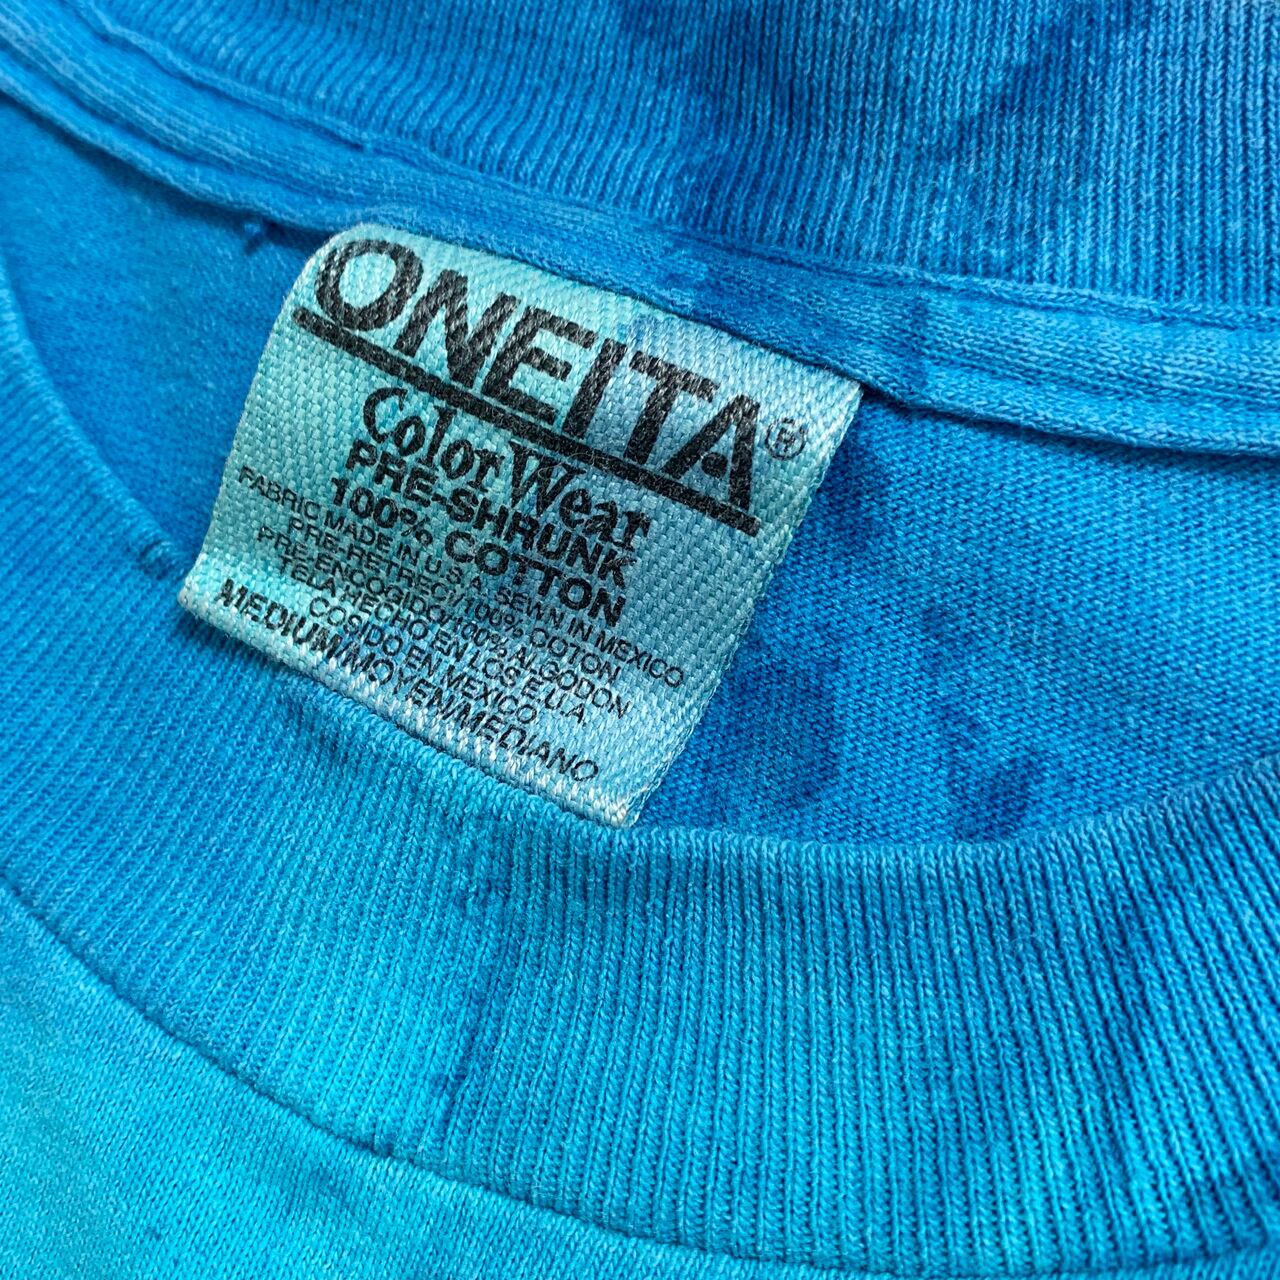 ONEITA®
Color Wear
PRE-SHRUNK
100% COTTON
FABRIC MADE IN U.S.A. SEWN IN MEXICO
PRE-RETRECI/100% COTON
PRE-ENCOGIDO/100% ALGODON
TELA HECHO EN LOS E.U.A.
COSIDO EN MEXICO
MEDIUM/MOYEN/MEDIANO